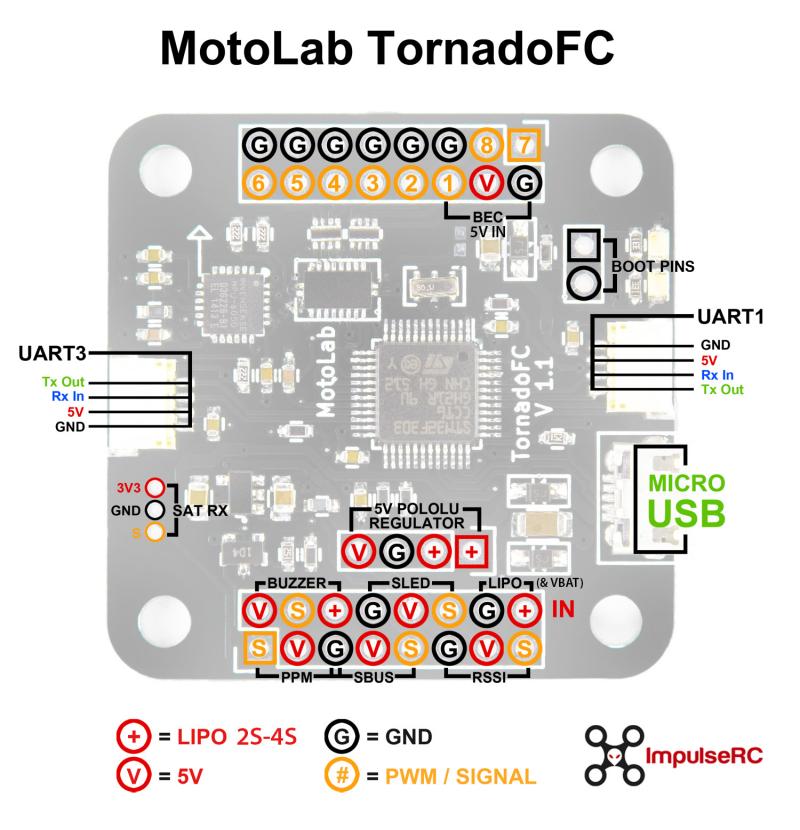 MotoLab TornadoFC
G G G G G G 8 7
6 5 4 3 2 1 V G
BEC
5V IN
BOOT PINS
UART1
GND
5V
Rx In
Tx Out
UART3
Tx Out
Rx In
5V
GND
MotoLab
TornadoFC
V 1.1
STM32F303
CCT6
MICRO
USB
3V3
GND
S
SAT RX
5V POLOLU
REGULATOR
V G + +
BUZZER SLED LIPO (& VBAT)
V S + G V S G + IN
S V G V S G V S
PPM SBUS RSSI
+ = LIPO 2S-4S
G = GND
V = 5V
# = PWM / SIGNAL
ImpulseRC